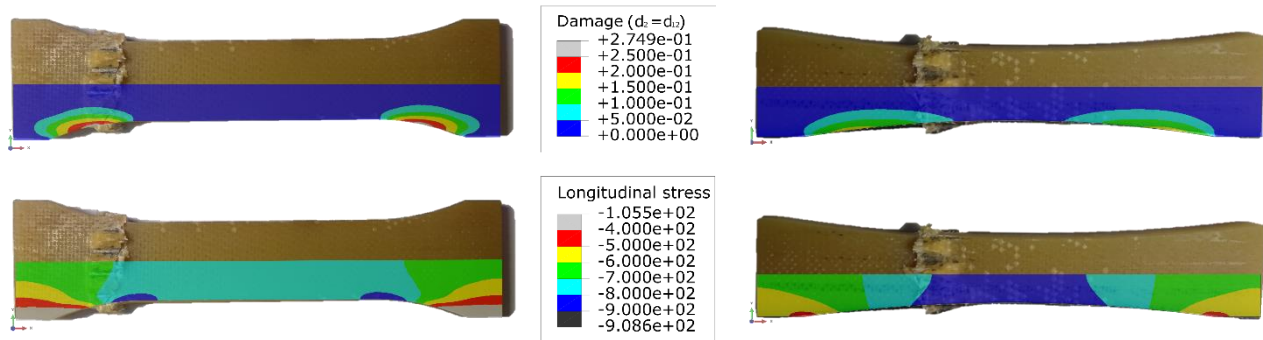 Damage (d₂=d₁₂)
+2.749e-01
+2.500e-01
+2.000e-01
+1.500e-01
+1.000e-01
+5.000e-02
+0.000e+00
Longitudinal stress
-1.055e+02
-4.000e+02
-5.000e+02
-6.000e+02
-7.000e+02
-8.000e+02
-9.000e+02
-9.086e+02